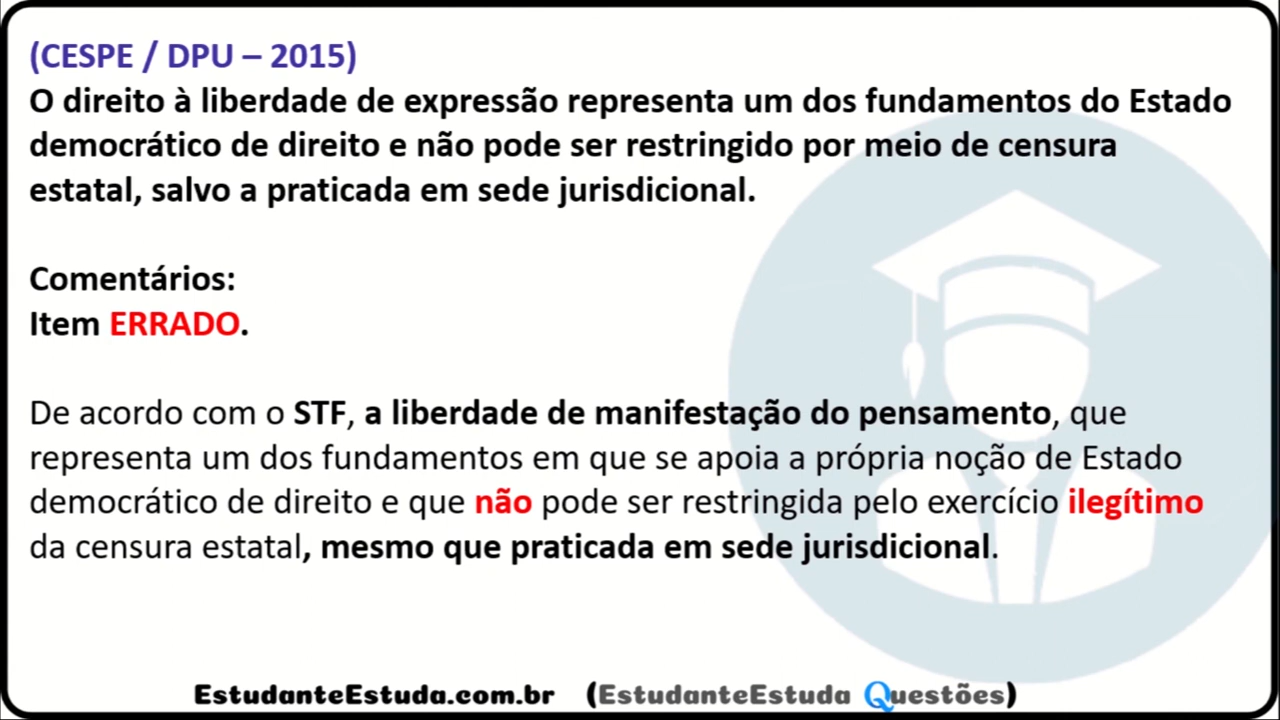 (CESPE / DPU – 2015)
O direito à liberdade de expressão representa um dos fundamentos do Estado
democrático de direito e não pode ser restringido por meio de censura
estatal, salvo a praticada em sede jurisdicional.
Comentários:
Item ERRADO.
De acordo com o STF, a liberdade de manifestação do pensamento, que
representa um dos fundamentos em que se apoia a própria noção de Estado
democrático de direito e que não pode ser restringida pelo exercício ilegítimo
da censura estatal, mesmo que praticada em sede jurisdicional.
EstudanteEstuda.com.br (EstudanteEstuda Questões)